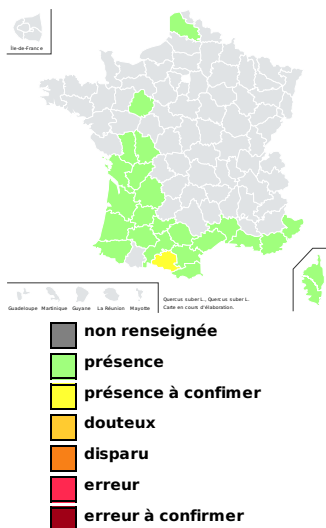 Île-de-France
Guadeloupe Martinique Guyane La Réunion Mayotte
Quercus suber L., Quercus suber L.
Carte en cours d'élaboration.
non renseignée
présence
présence à confimer
douteux
disparu
erreur
erreur à confirmer